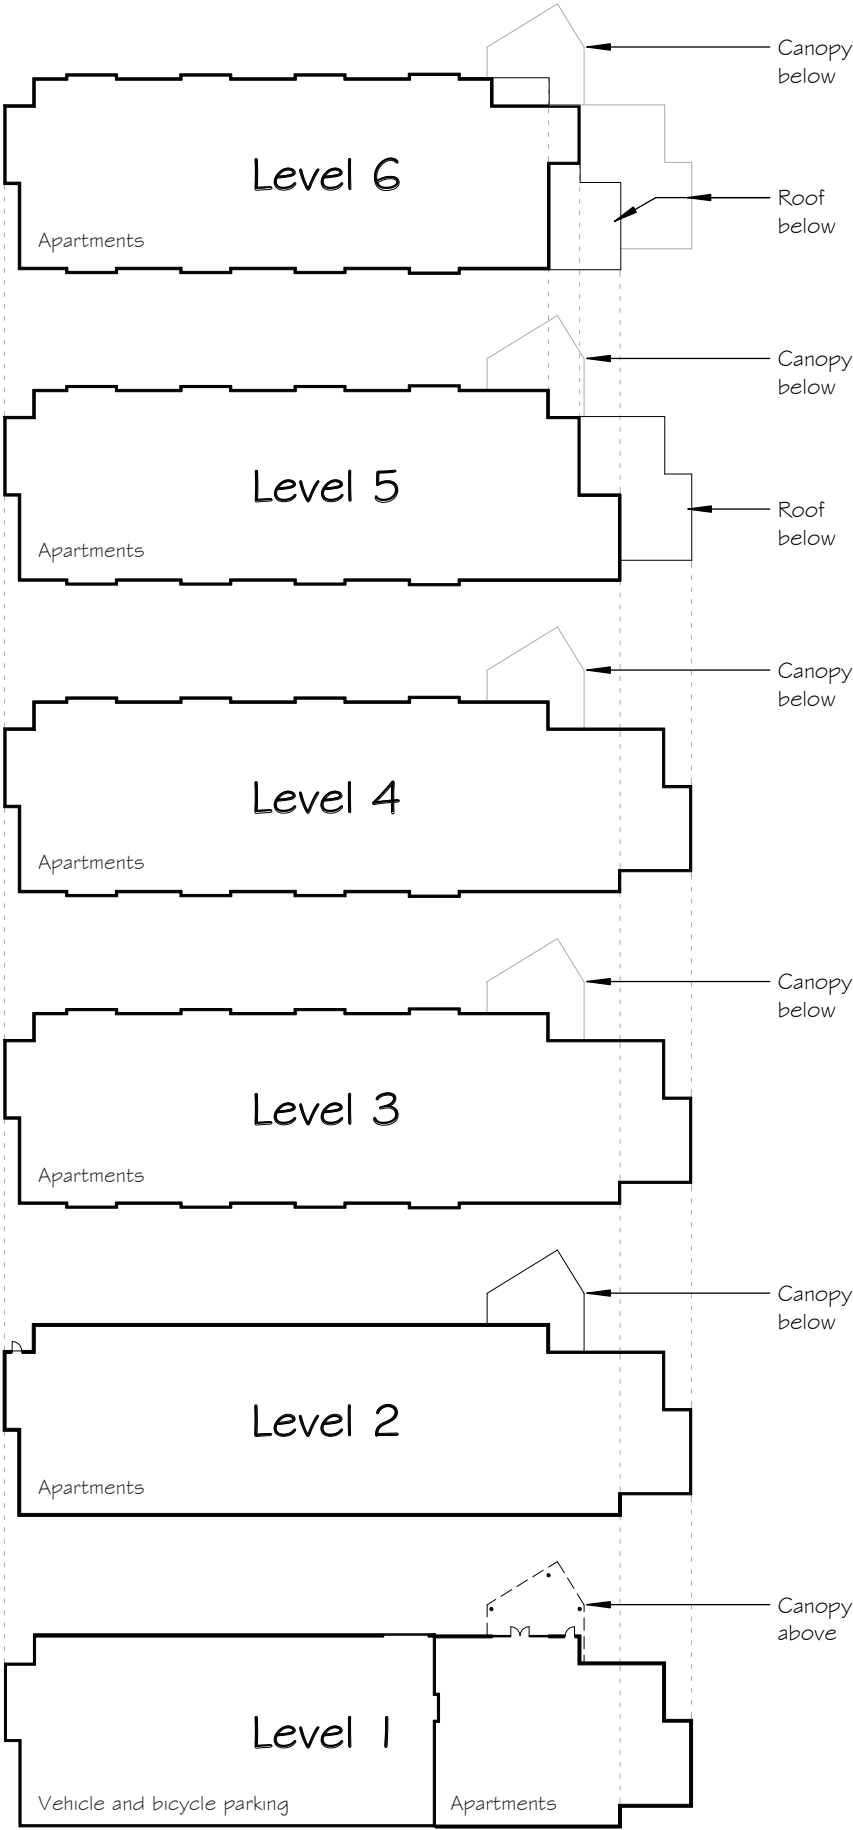 Canopy
below
Level 6
Roof
below
Apartments
Canopy
below
Level 5
Roof
below
Apartments
Canopy
below
Level 4
Apartments
Canopy
below
Level 3
Apartments
Canopy
below
Level 2
Apartments
Canopy
above
Level 1
Vehicle and bicycle parking
Apartments